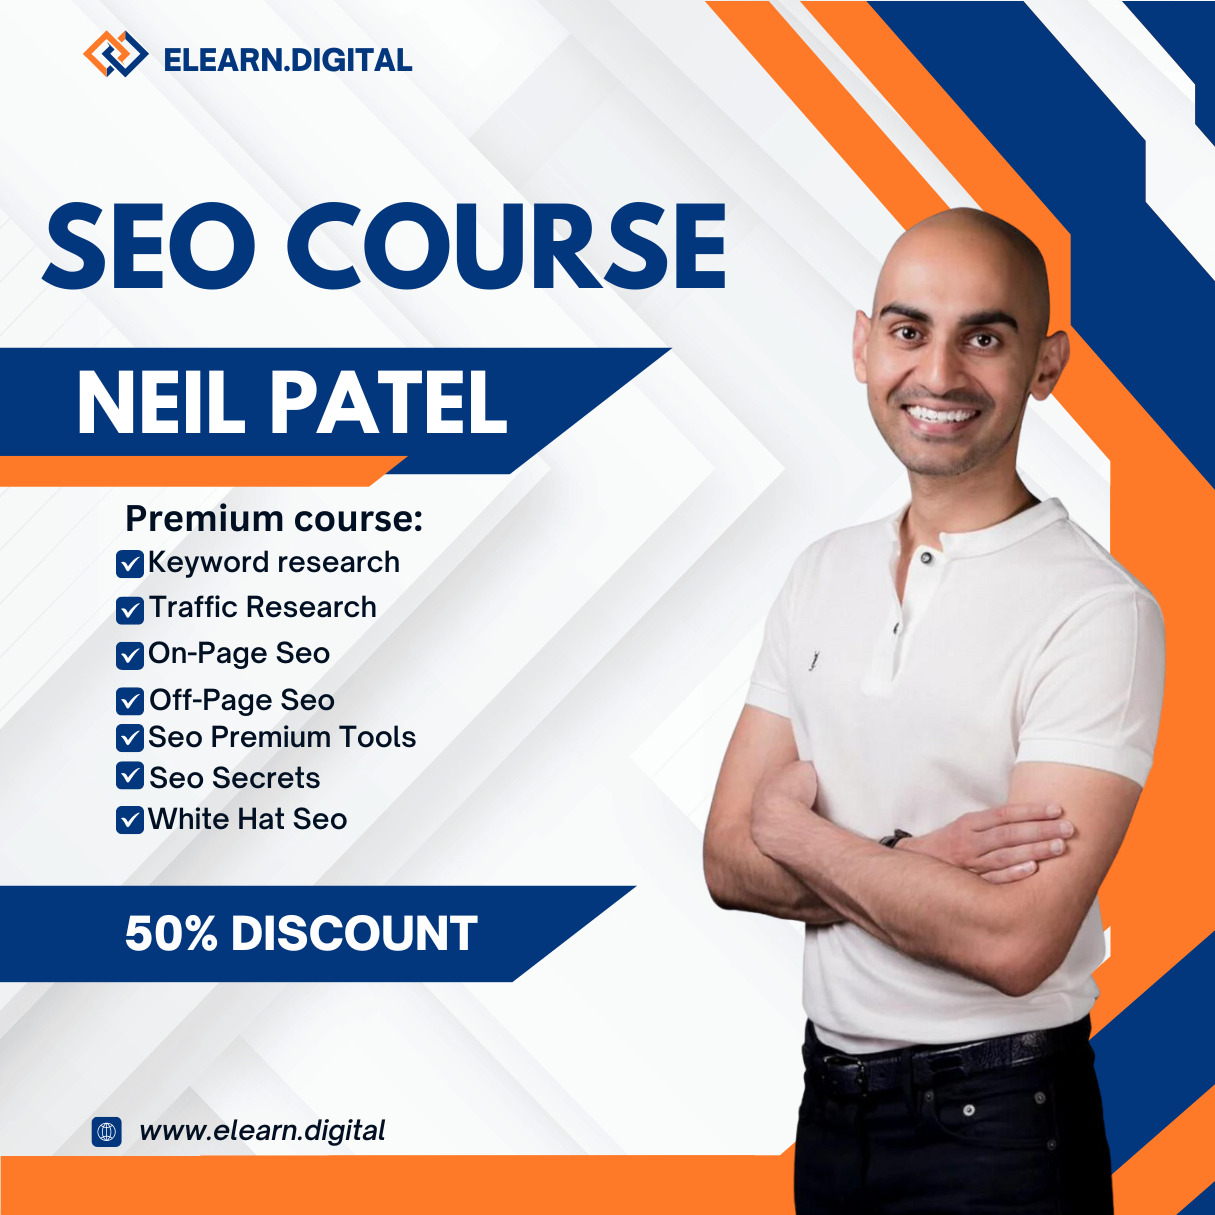 ELEARN.DIGITAL
SEO COURSE
NEIL PATEL
Premium course:
Keyword research
Traffic Research
On-Page Seo
Off-Page Seo
Seo Premium Tools
Seo Secrets
White Hat Seo
50% DISCOUNT
www.elearn.digital